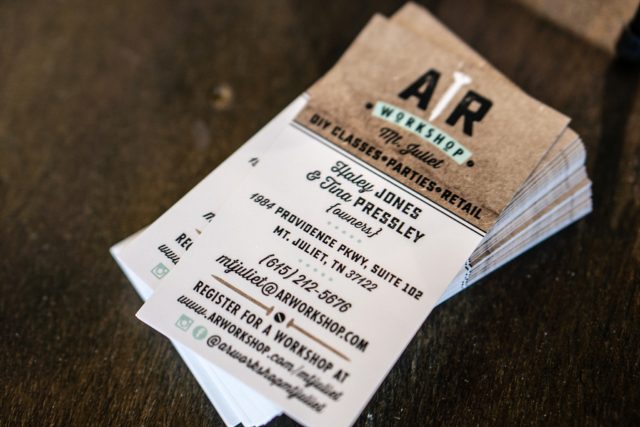 AR
WORKSHOP
Mt. Juliet
DIY CLASSES • PARTIES • RETAIL
Haley JONES
& Tina PRESSLEY
{owners}
1984 PROVIDENCE PKWY, SUITE 102
MT. JULIET, TN 37122
(615) 212-5676
mtjuliet@ARWORKSHOP.COM
REGISTER FOR A WORKSHOP AT
www.ARWORKSHOP.com/mtjuliet
@arworkshopmtjuliet